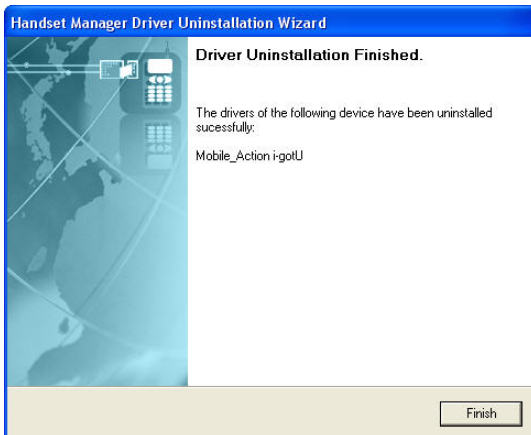 Handset Manager Driver Uninstallation Wizard
Driver Uninstallation Finished.
The drivers of the following device have been uninstalled
sucessfully:
Mobile_Action i-gotU
Finish